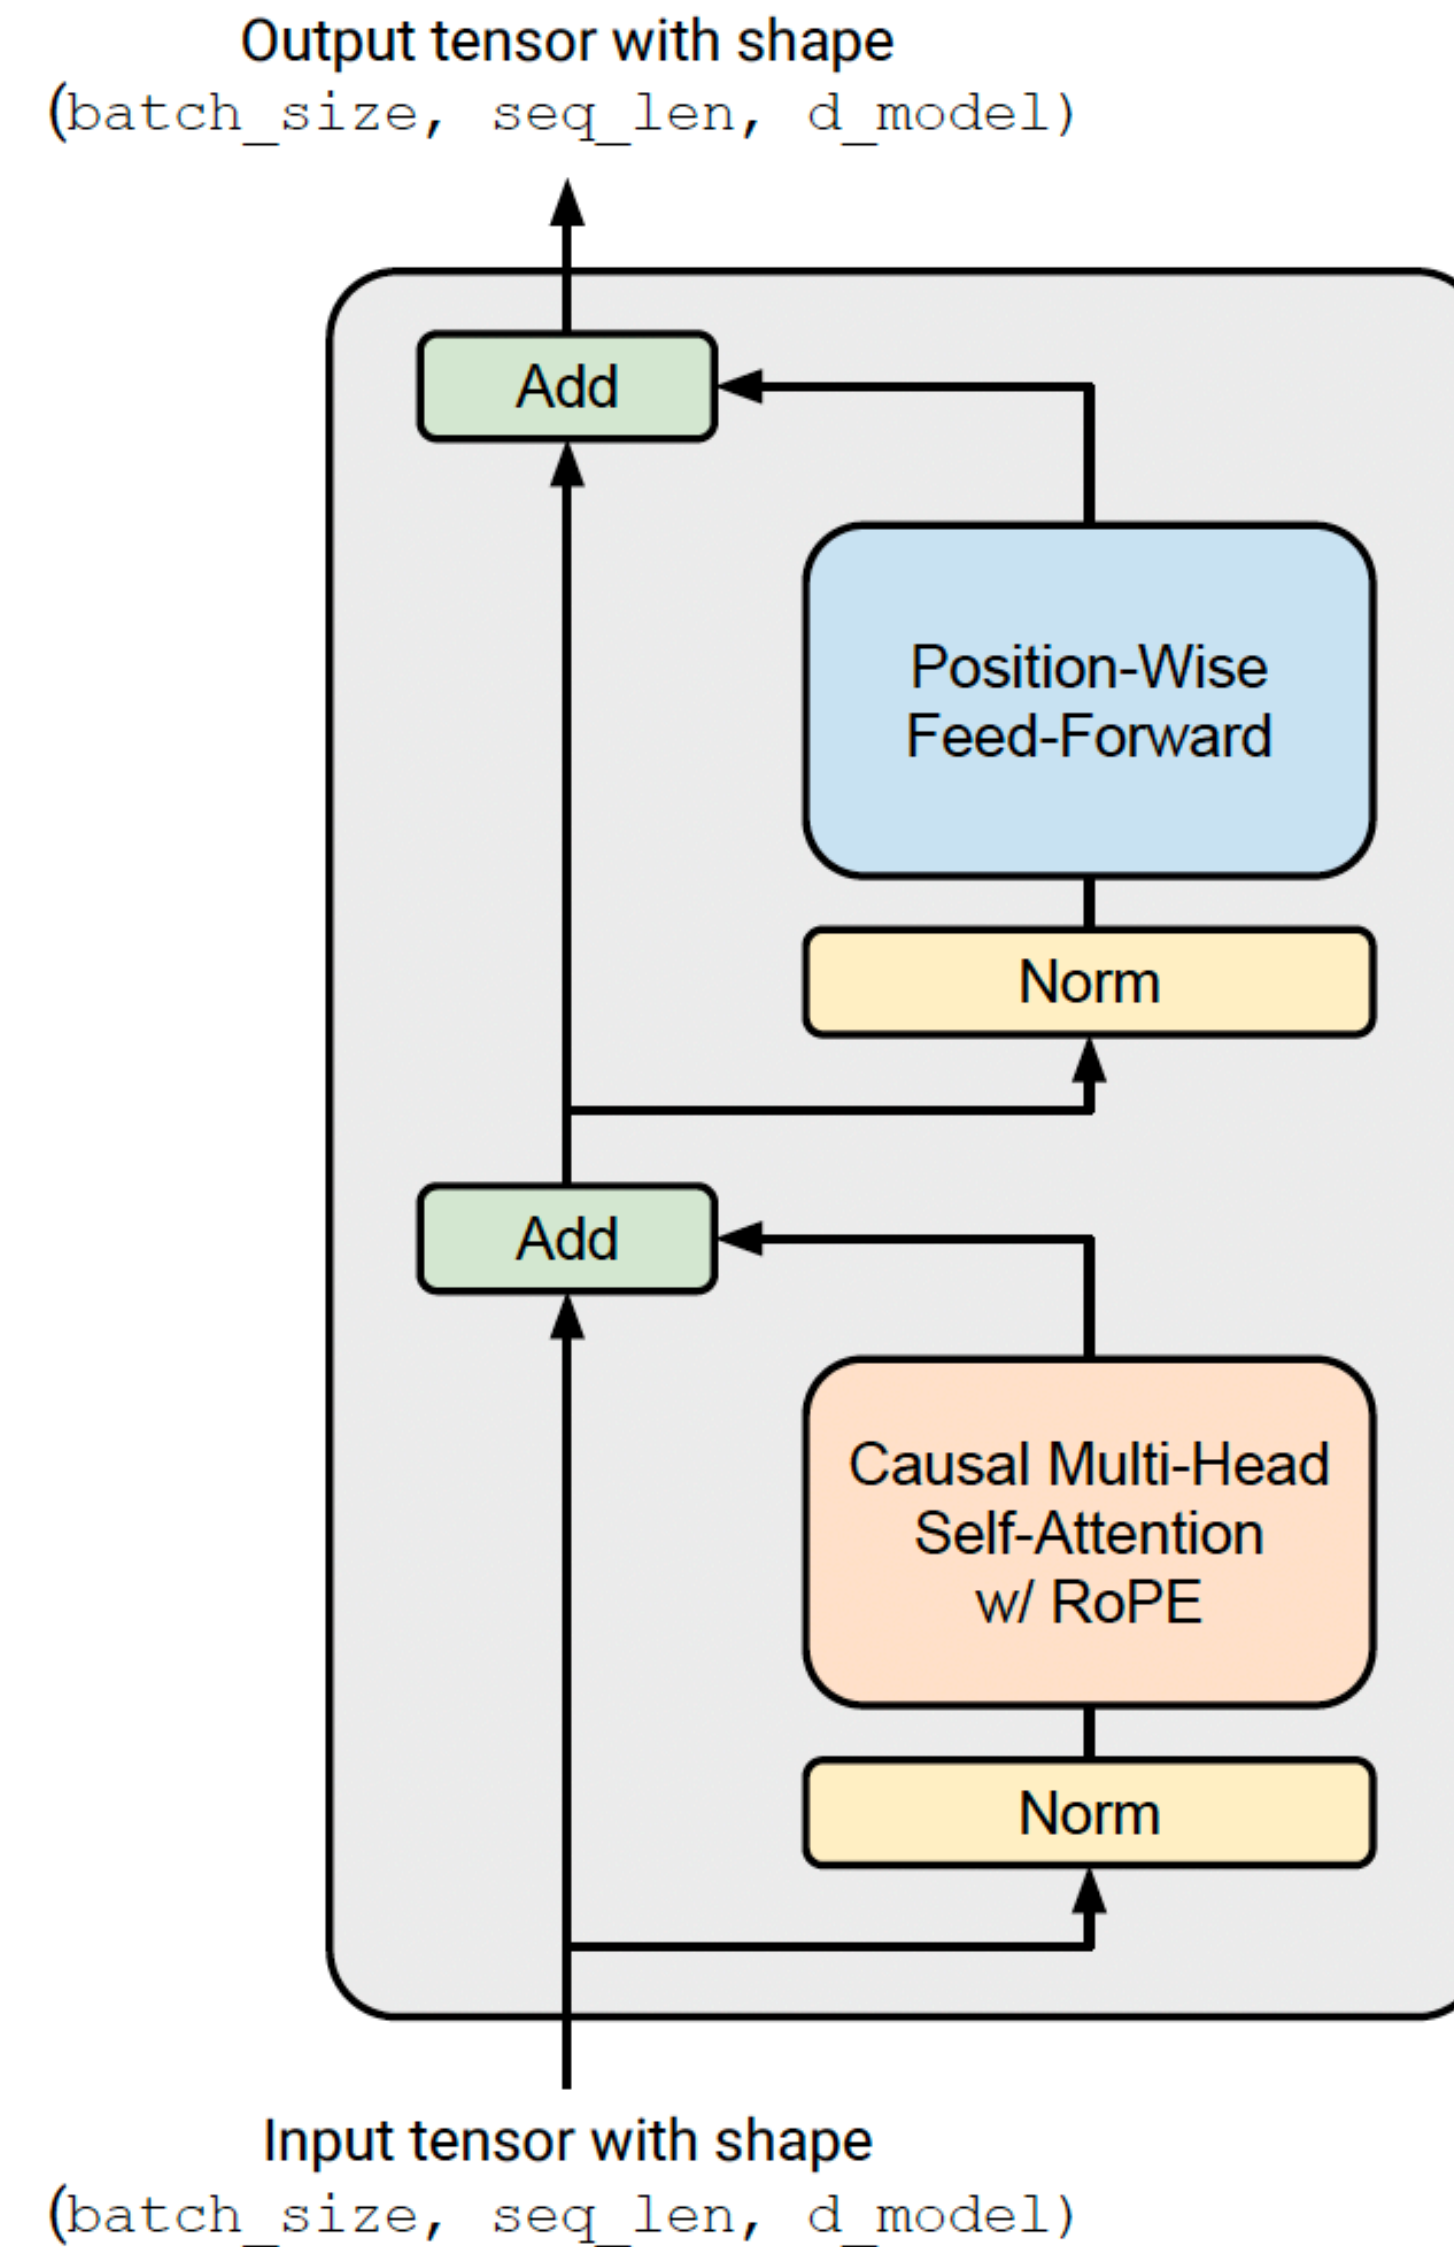 Output tensor with shape
(batch_size, seq_len, d_model)
Add
Position-Wise
Feed-Forward
Norm
Add
Causal Multi-Head
Self-Attention
w/ RoPE
Norm
Input tensor with shape
(batch_size, seq_len, d_model)